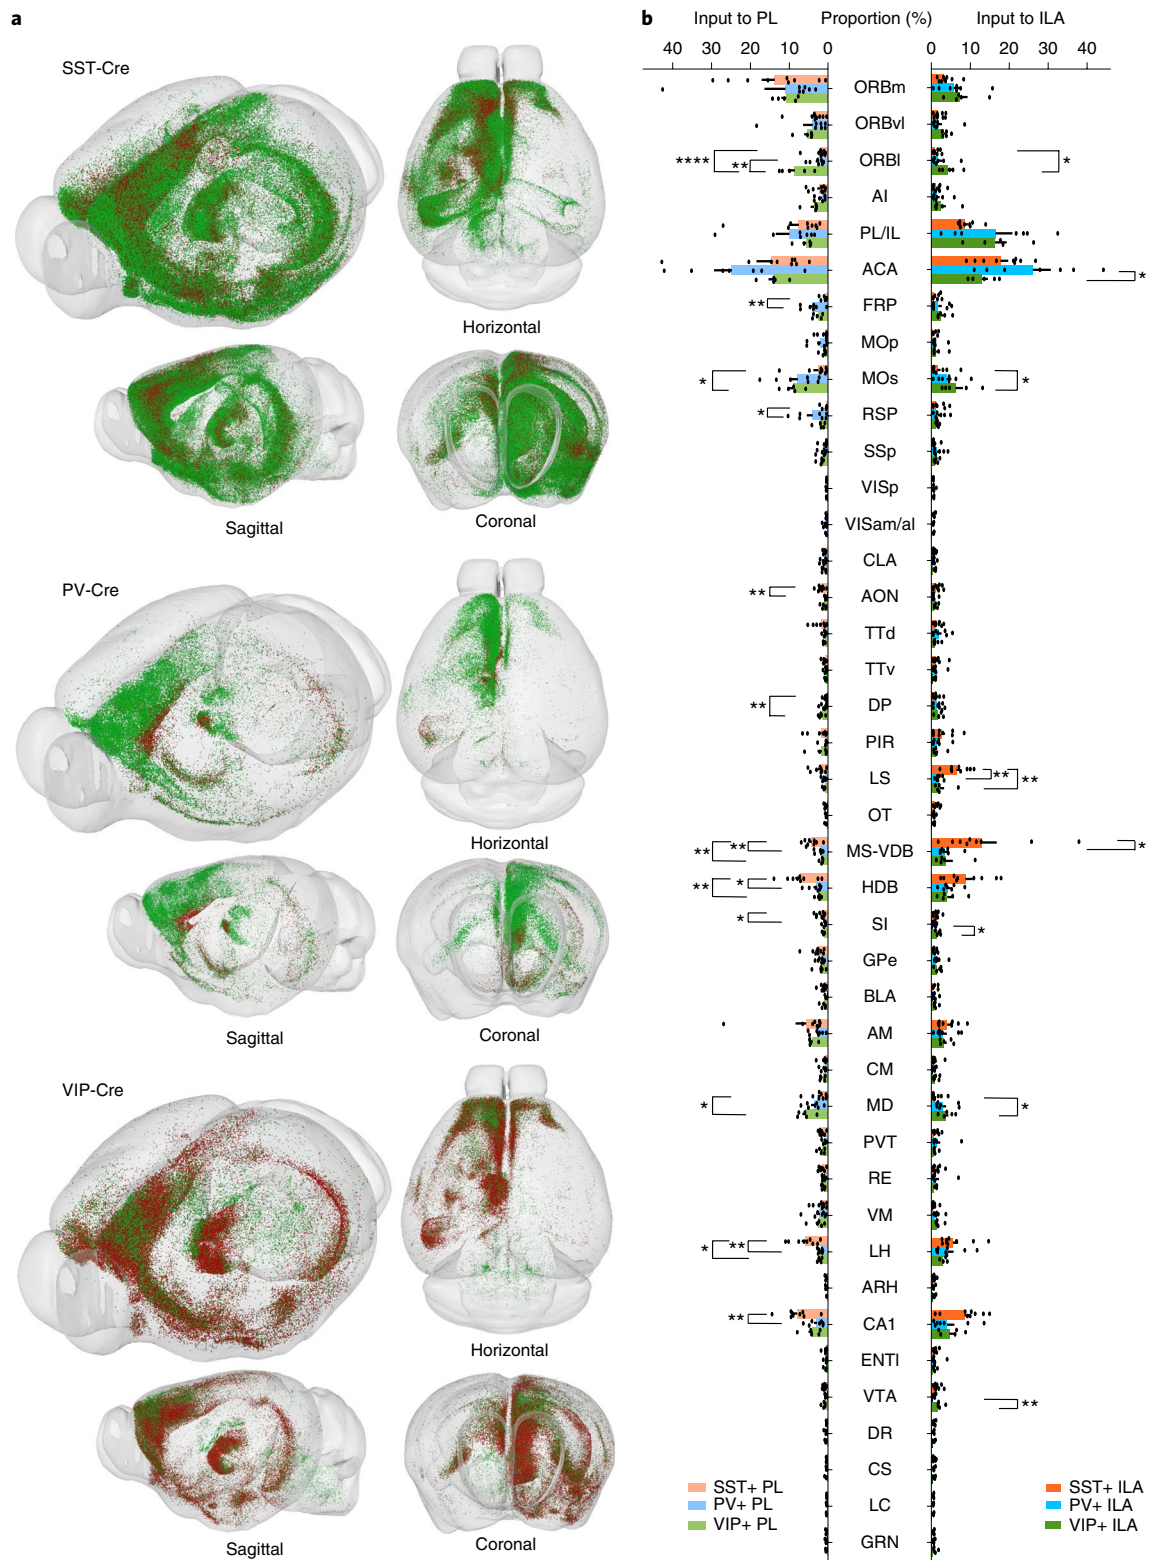 a
SST-Cre
Horizontal
Sagittal
Coronal
PV-Cre
Horizontal
Sagittal
Coronal
VIP-Cre
Horizontal
Sagittal
Coronal
b
Input to PL Proportion (%) Input to ILA
40 30 20 10 0 0 10 20 30 40
ORBm
ORBvl
**** ** ORBl *
AI
PL/IL
ACA *
** FRP
MOp
* MOs *
* RSP
SSp
VISp
VISam/al
CLA
** AON
TTd
TTv
** DP
PIR
LS ** **
OT
** ** MS-VDB *
** * HDB
* SI *
GPe
BLA
AM
CM
* MD *
PVT
RE
VM
* ** LH
ARH
** CA1
ENTl
VTA **
DR
CS
LC
GRN
SST+ PL
PV+ PL
VIP+ PL
SST+ ILA
PV+ ILA
VIP+ ILA